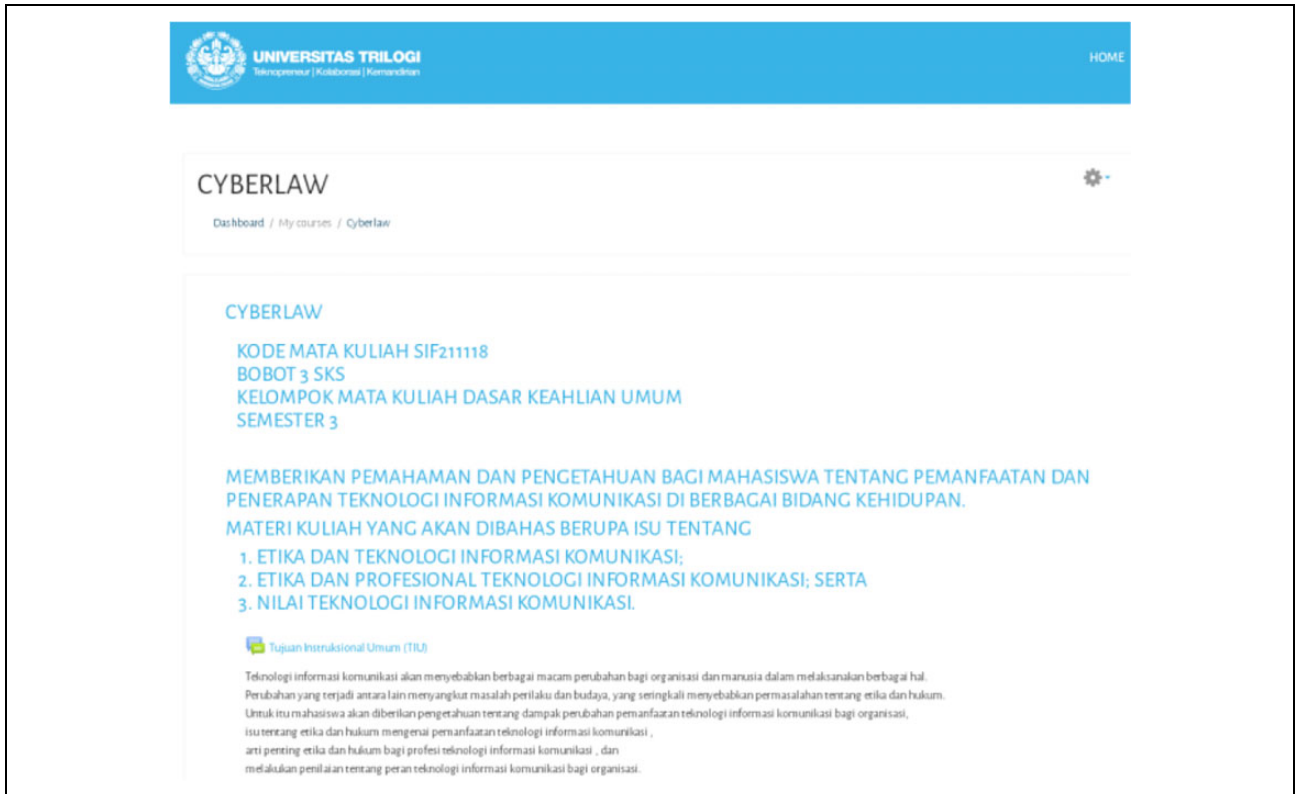 UNIVERSITAS TRILOGI
Teknopreneur | Kolaborasi | Kemandirian
HOME
CYBERLAW
Dashboard / My courses / Cyberlaw
CYBERLAW
KODE MATA KULIAH SIF211118
BOBOT 3 SKS
KELOMPOK MATA KULIAH DASAR KEAHLIAN UMUM
SEMESTER 3
MEMBERIKAN PEMAHAMAN DAN PENGETAHUAN BAGI MAHASISWA TENTANG PEMANFAATAN DAN
PENERAPAN TEKNOLOGI INFORMASI KOMUNIKASI DI BERBAGAI BIDANG KEHIDUPAN.
MATERI KULIAH YANG AKAN DIBAHAS BERUPA ISU TENTANG
1. ETIKA DAN TEKNOLOGI INFORMASI KOMUNIKASI;
2. ETIKA DAN PROFESIONAL TEKNOLOGI INFORMASI KOMUNIKASI; SERTA
3. NILAI TEKNOLOGI INFORMASI KOMUNIKASI.
Tujuan Instruksional Umum (TIU)
Teknologi informasi komunikasi akan menyebabkan berbagai macam perubahan bagi organisasi dan manusia dalam melaksanakan berbagai hal.
Perubahan yang terjadi antara lain menyangkut masalah perilaku dan budaya, yang seringkali menyebabkan permasalahan tentang etika dan hukum.
Untuk itu mahasiswa akan diberikan pengetahuan tentang dampak perubahan pemanfaatan teknologi informasi komunikasi bagi organisasi,
isu tentang etika dan hukum mengenai pemanfaatan teknologi informasi komunikasi ,
arti penting etika dan hukum bagi profesi teknologi informasi komunikasi , dan
melakukan penilaian tentang peran teknologi informasi komunikasi bagi organisasi.